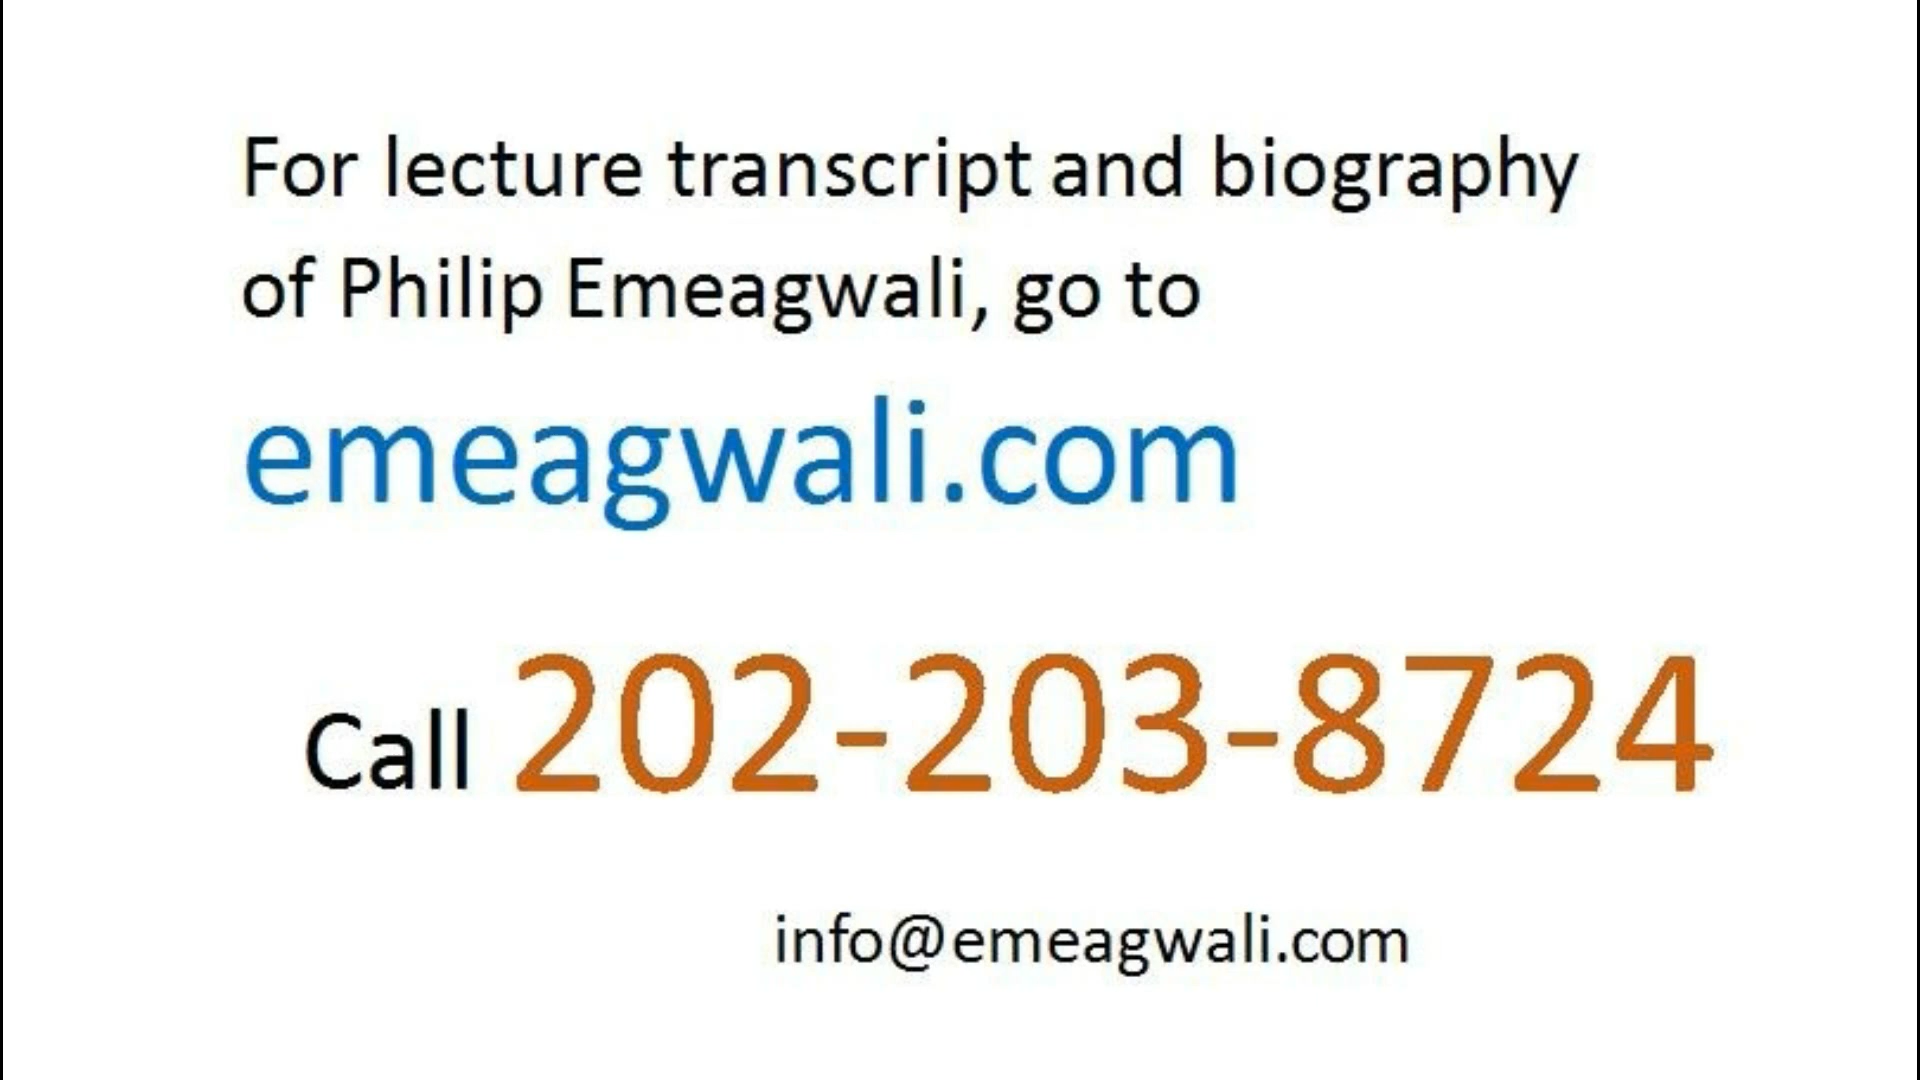 For lecture transcript and biography
of Philip Emeagwali, go to
emeagwali.com
Call 202-203-8724
info@emeagwali.com